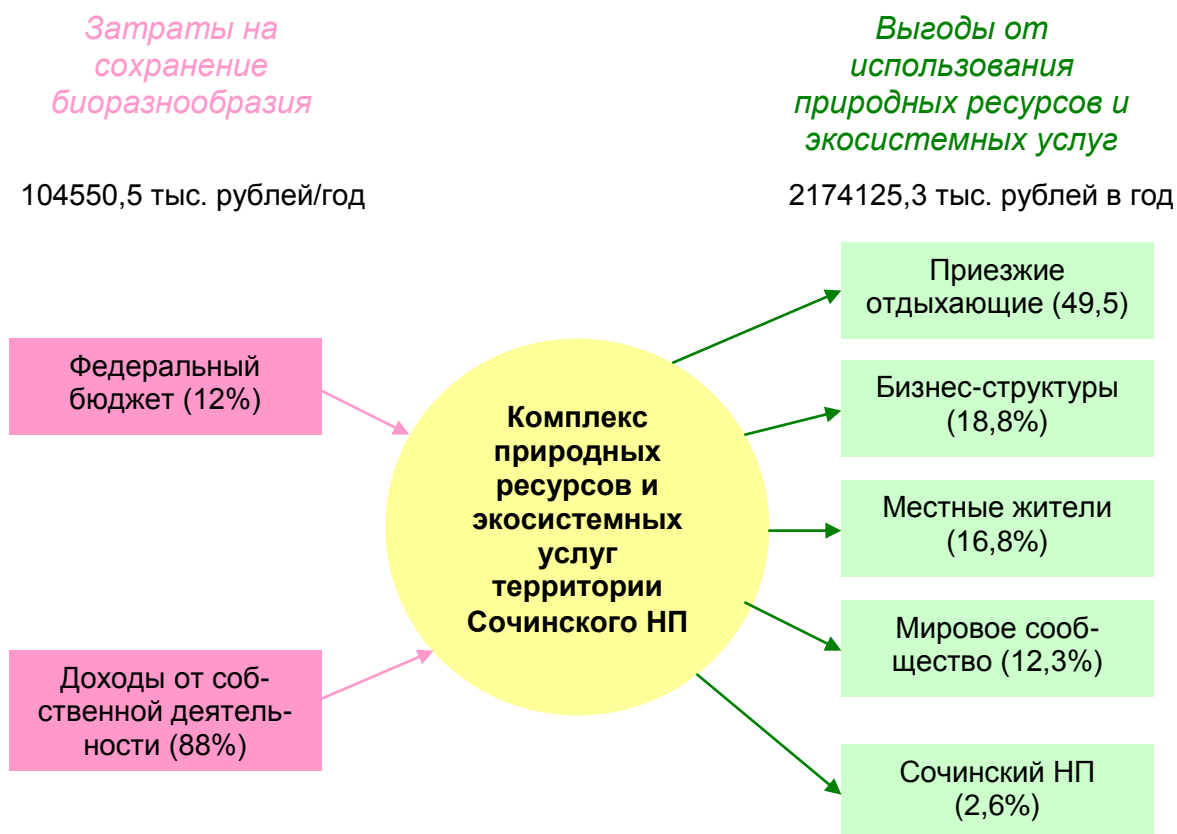 Затраты на
сохранение
биоразнообразия
104550,5 тыс. рублей/год
Федеральный
бюджет (12%)
Доходы от соб-
ственной деятель-
ности (88%)
Комплекс
природных
ресурсов и
экосистемных
услуг
территории
Сочинского НП
Выгоды от
использования
природных ресурсов и
экосистемных услуг
2174125,3 тыс. рублей в год
Приезжие
отдыхающие (49,5)
Бизнес-структуры
(18,8%)
Местные жители
(16,8%)
Мировое сооб-
щество (12,3%)
Сочинский НП
(2,6%)